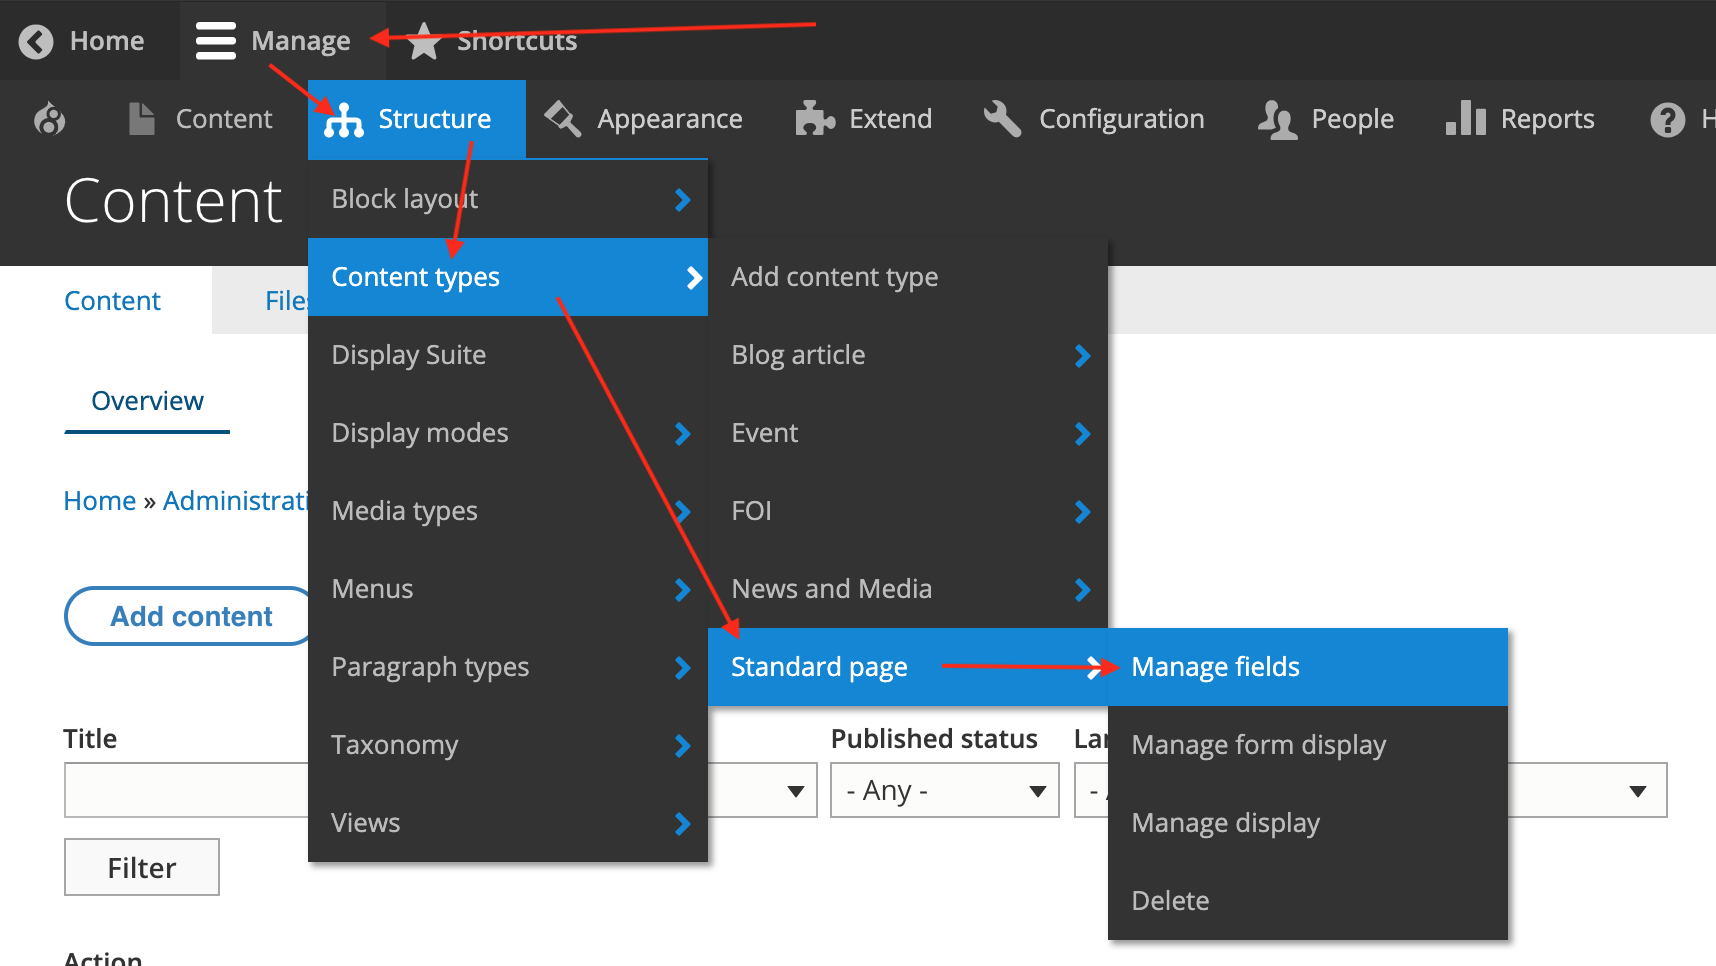 Home Manage Shortcuts
Content Structure Appearance Extend Configuration People Reports
Content
Block layout
Content types
Display Suite
Display modes
Media types
Menus
Paragraph types
Taxonomy
Views
Add content type
Blog article
Event
FOI
News and Media
Standard page
Manage fields
Manage form display
Manage display
Delete
Content
Overview
Home »
Add content
Title Published status
- Any -
Filter
Action